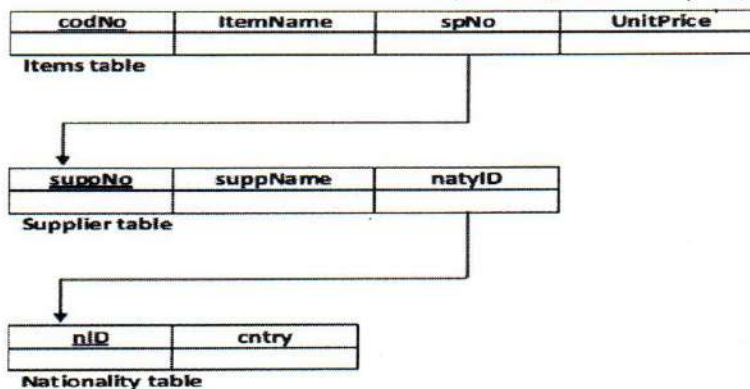 codNo ItemName spNo UnitPrice
Items table
suppNo suppName natyID
Supplier table
nID cntry
Nationality table